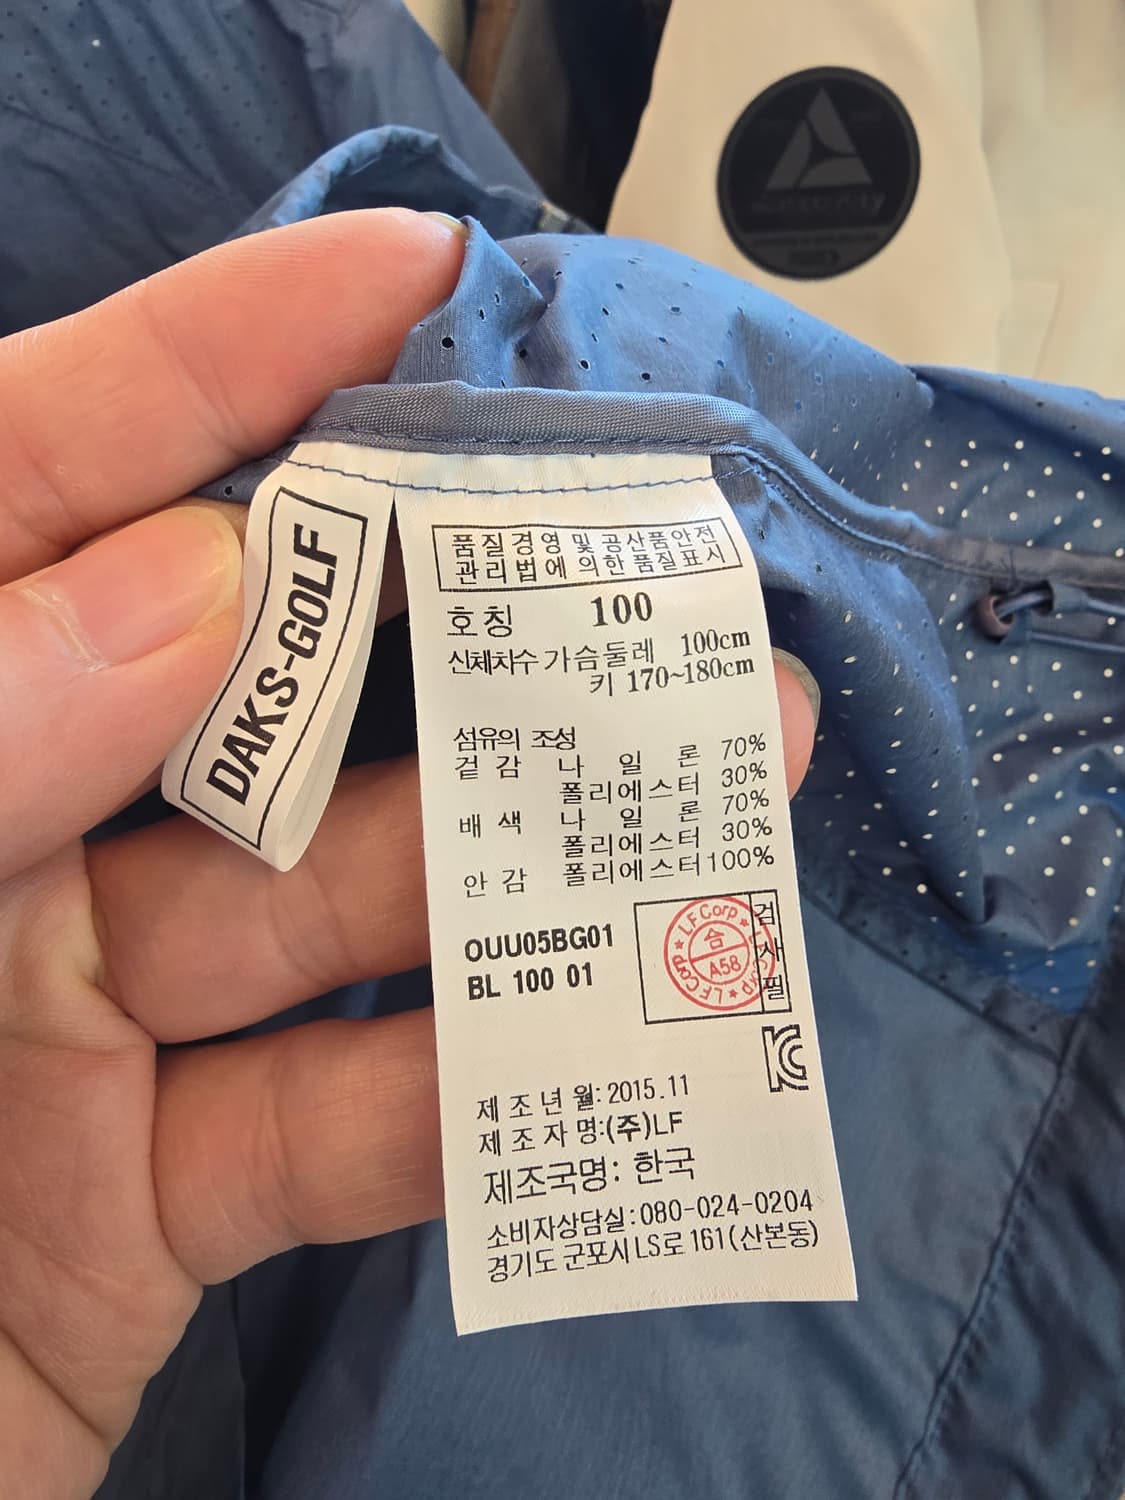 DAKS-GOLF
품질경영 및 공산품안전
관리법에 의한 품질표시
호칭 100
신체치수 가슴둘레 100cm
키 170~180cm
섬유의 조성
겉감 나일론 70%
폴리에스터 30%
배색 나일론 70%
폴리에스터 30%
안감 폴리에스터 100%
OUU05BG01
BL 100 01
LF Corp ★ LF Corp ★ LF Corp ★
합
A58
검사필
제조년월: 2015.11
제조자명:(주)LF
제조국명: 한국
소비자상담실:080-024-0204
경기도 군포시 LS로 161(산본동)